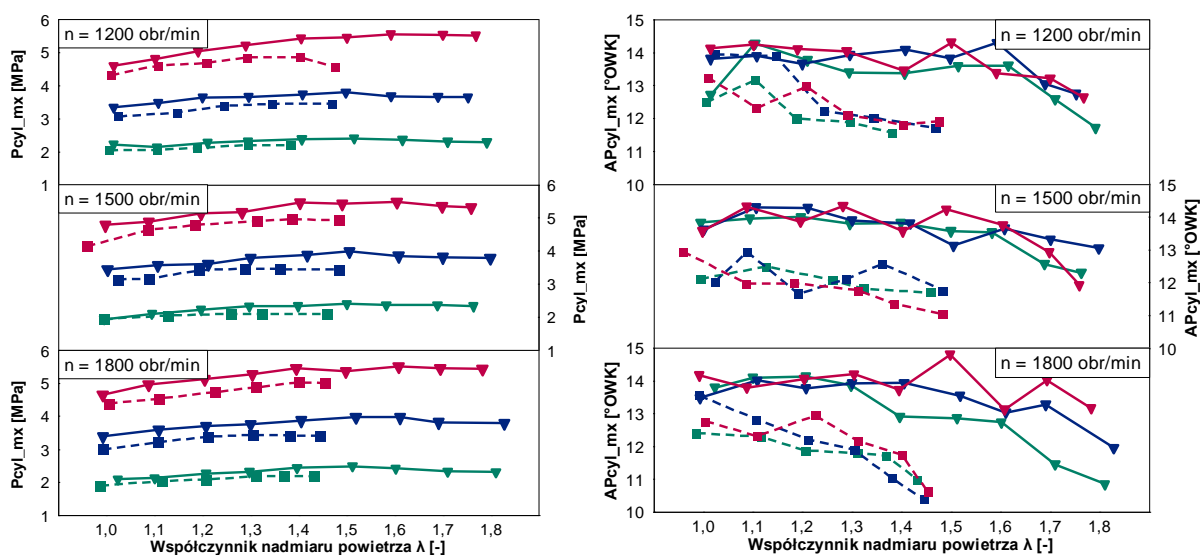 n = 1200 obr/min
6
5
4
3
2
1
Pcyl_mx [MPa]
n = 1500 obr/min
6
5
4
3
2
1
Pcyl_mx [MPa]
n = 1800 obr/min
6
5
4
3
2
1
Pcyl_mx [MPa]
1,0 1,1 1,2 1,3 1,4 1,5 1,6 1,7 1,8
Współczynnik nadmiaru powietrza λ [-]
n = 1200 obr/min
15
14
13
12
11
10
APcyl_mx [°OWK]
n = 1500 obr/min
15
14
13
12
11
10
APcyl_mx [°OWK]
n = 1800 obr/min
15
14
13
12
11
10
APcyl_mx [°OWK]
1,0 1,1 1,2 1,3 1,4 1,5 1,6 1,7 1,8
Współczynnik nadmiaru powietrza λ [-]